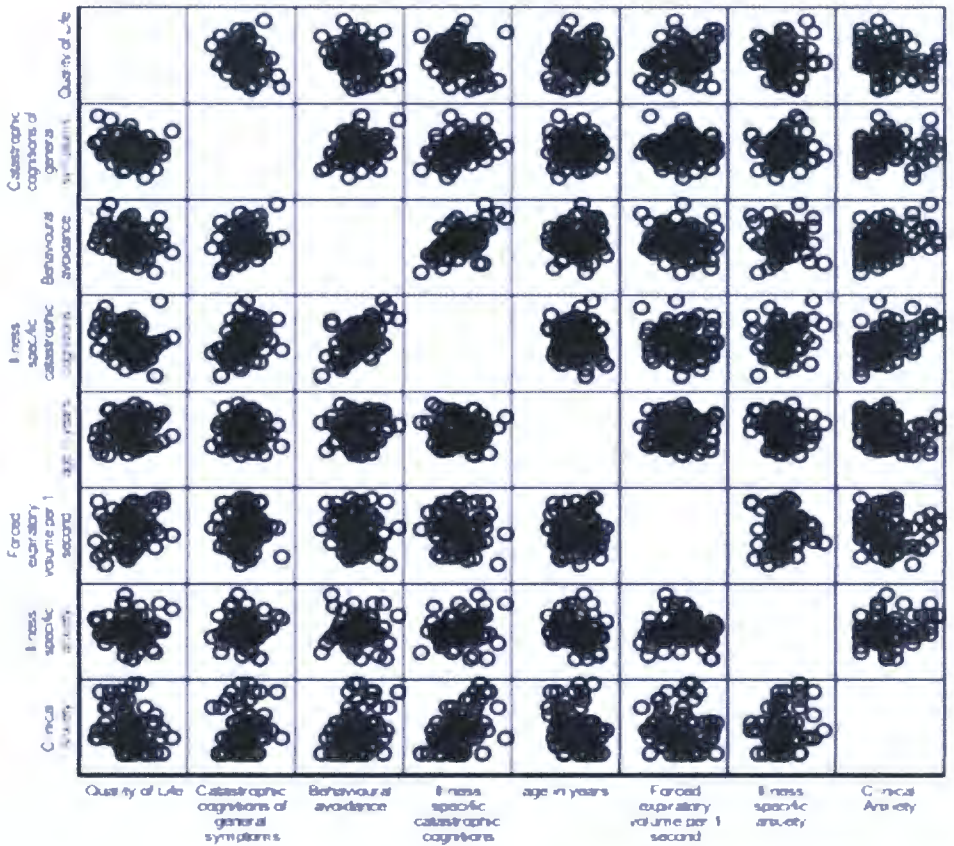 Quality of Life
Catastrophic
cognitions of
general
symptoms
Behavioural
avoidance
Illness
specific
catastrophic
cognitions
age in years
Forced
expiratory
volume per 1
second
Illness
specific
anxiety
Clinical
Anxiety
Quality of Life
Catastrophic
cognitions of
general
symptoms
Behavioural
avoidance
Illness
specific
catastrophic
cognitions
age in years
Forced
expiratory
volume per 1
second
Illness
specific
anxiety
Clinical
Anxiety